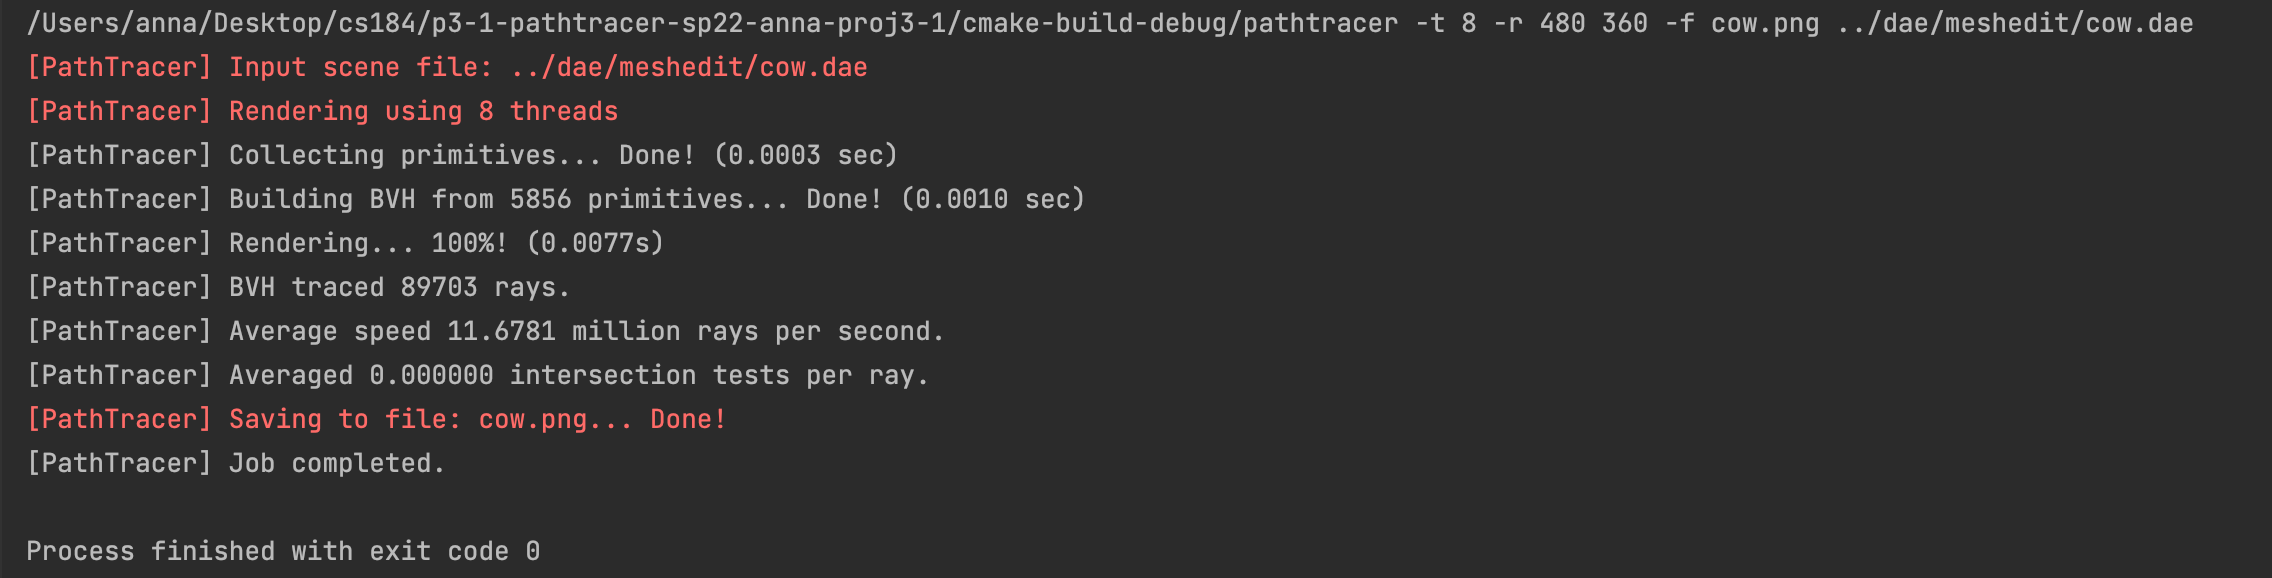 /Users/anna/Desktop/cs184/p3-1-pathtracer-sp22-anna-proj3-1/cmake-build-debug/pathtracer -t 8 -r 480 360 -f cow.png ../dae/meshedit/cow.dae
[PathTracer] Input scene file: ../dae/meshedit/cow.dae
[PathTracer] Rendering using 8 threads
[PathTracer] Collecting primitives... Done! (0.0003 sec)
[PathTracer] Building BVH from 5856 primitives... Done! (0.0010 sec)
[PathTracer] Rendering... 100%! (0.0077s)
[PathTracer] BVH traced 89703 rays.
[PathTracer] Average speed 11.6781 million rays per second.
[PathTracer] Averaged 0.000000 intersection tests per ray.
[PathTracer] Saving to file: cow.png... Done!
[PathTracer] Job completed.
Process finished with exit code 0